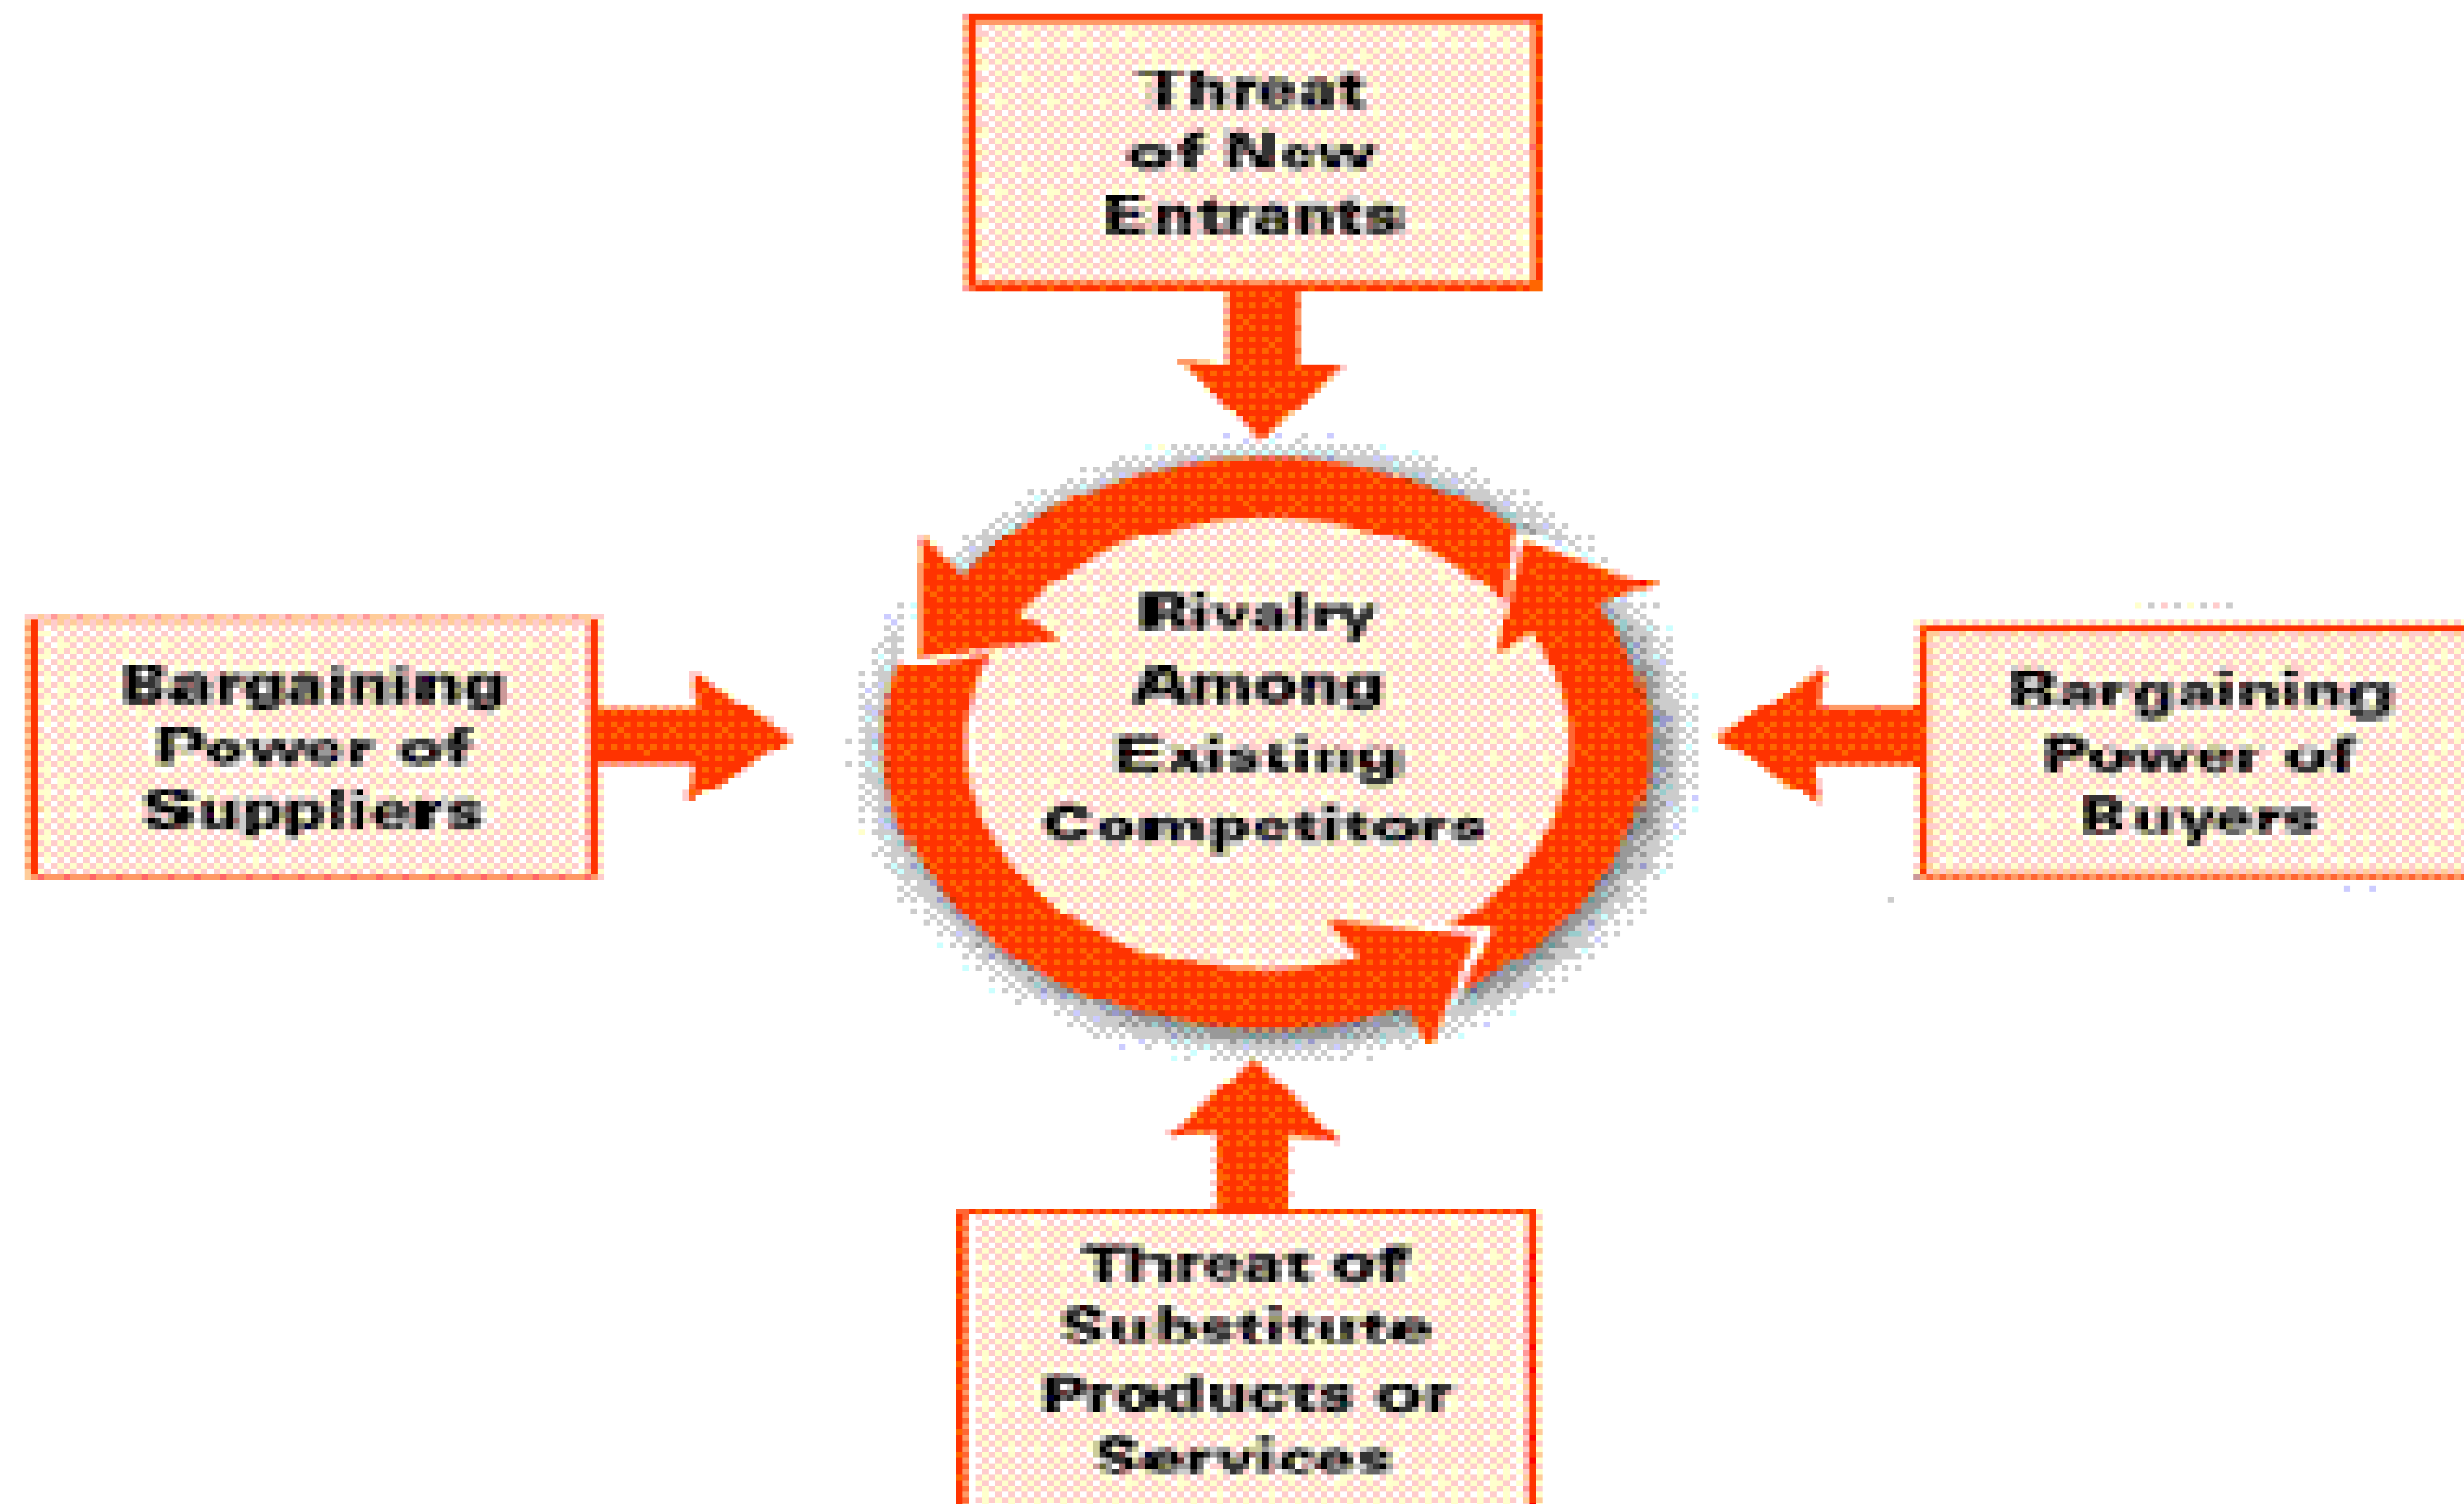 Threat
of New
Entrants
Bargaining
Power of
Suppliers
Rivalry
Among
Existing
Competitors
Bargaining
Power of
Buyers
Threat of
Substitute
Products or
Services